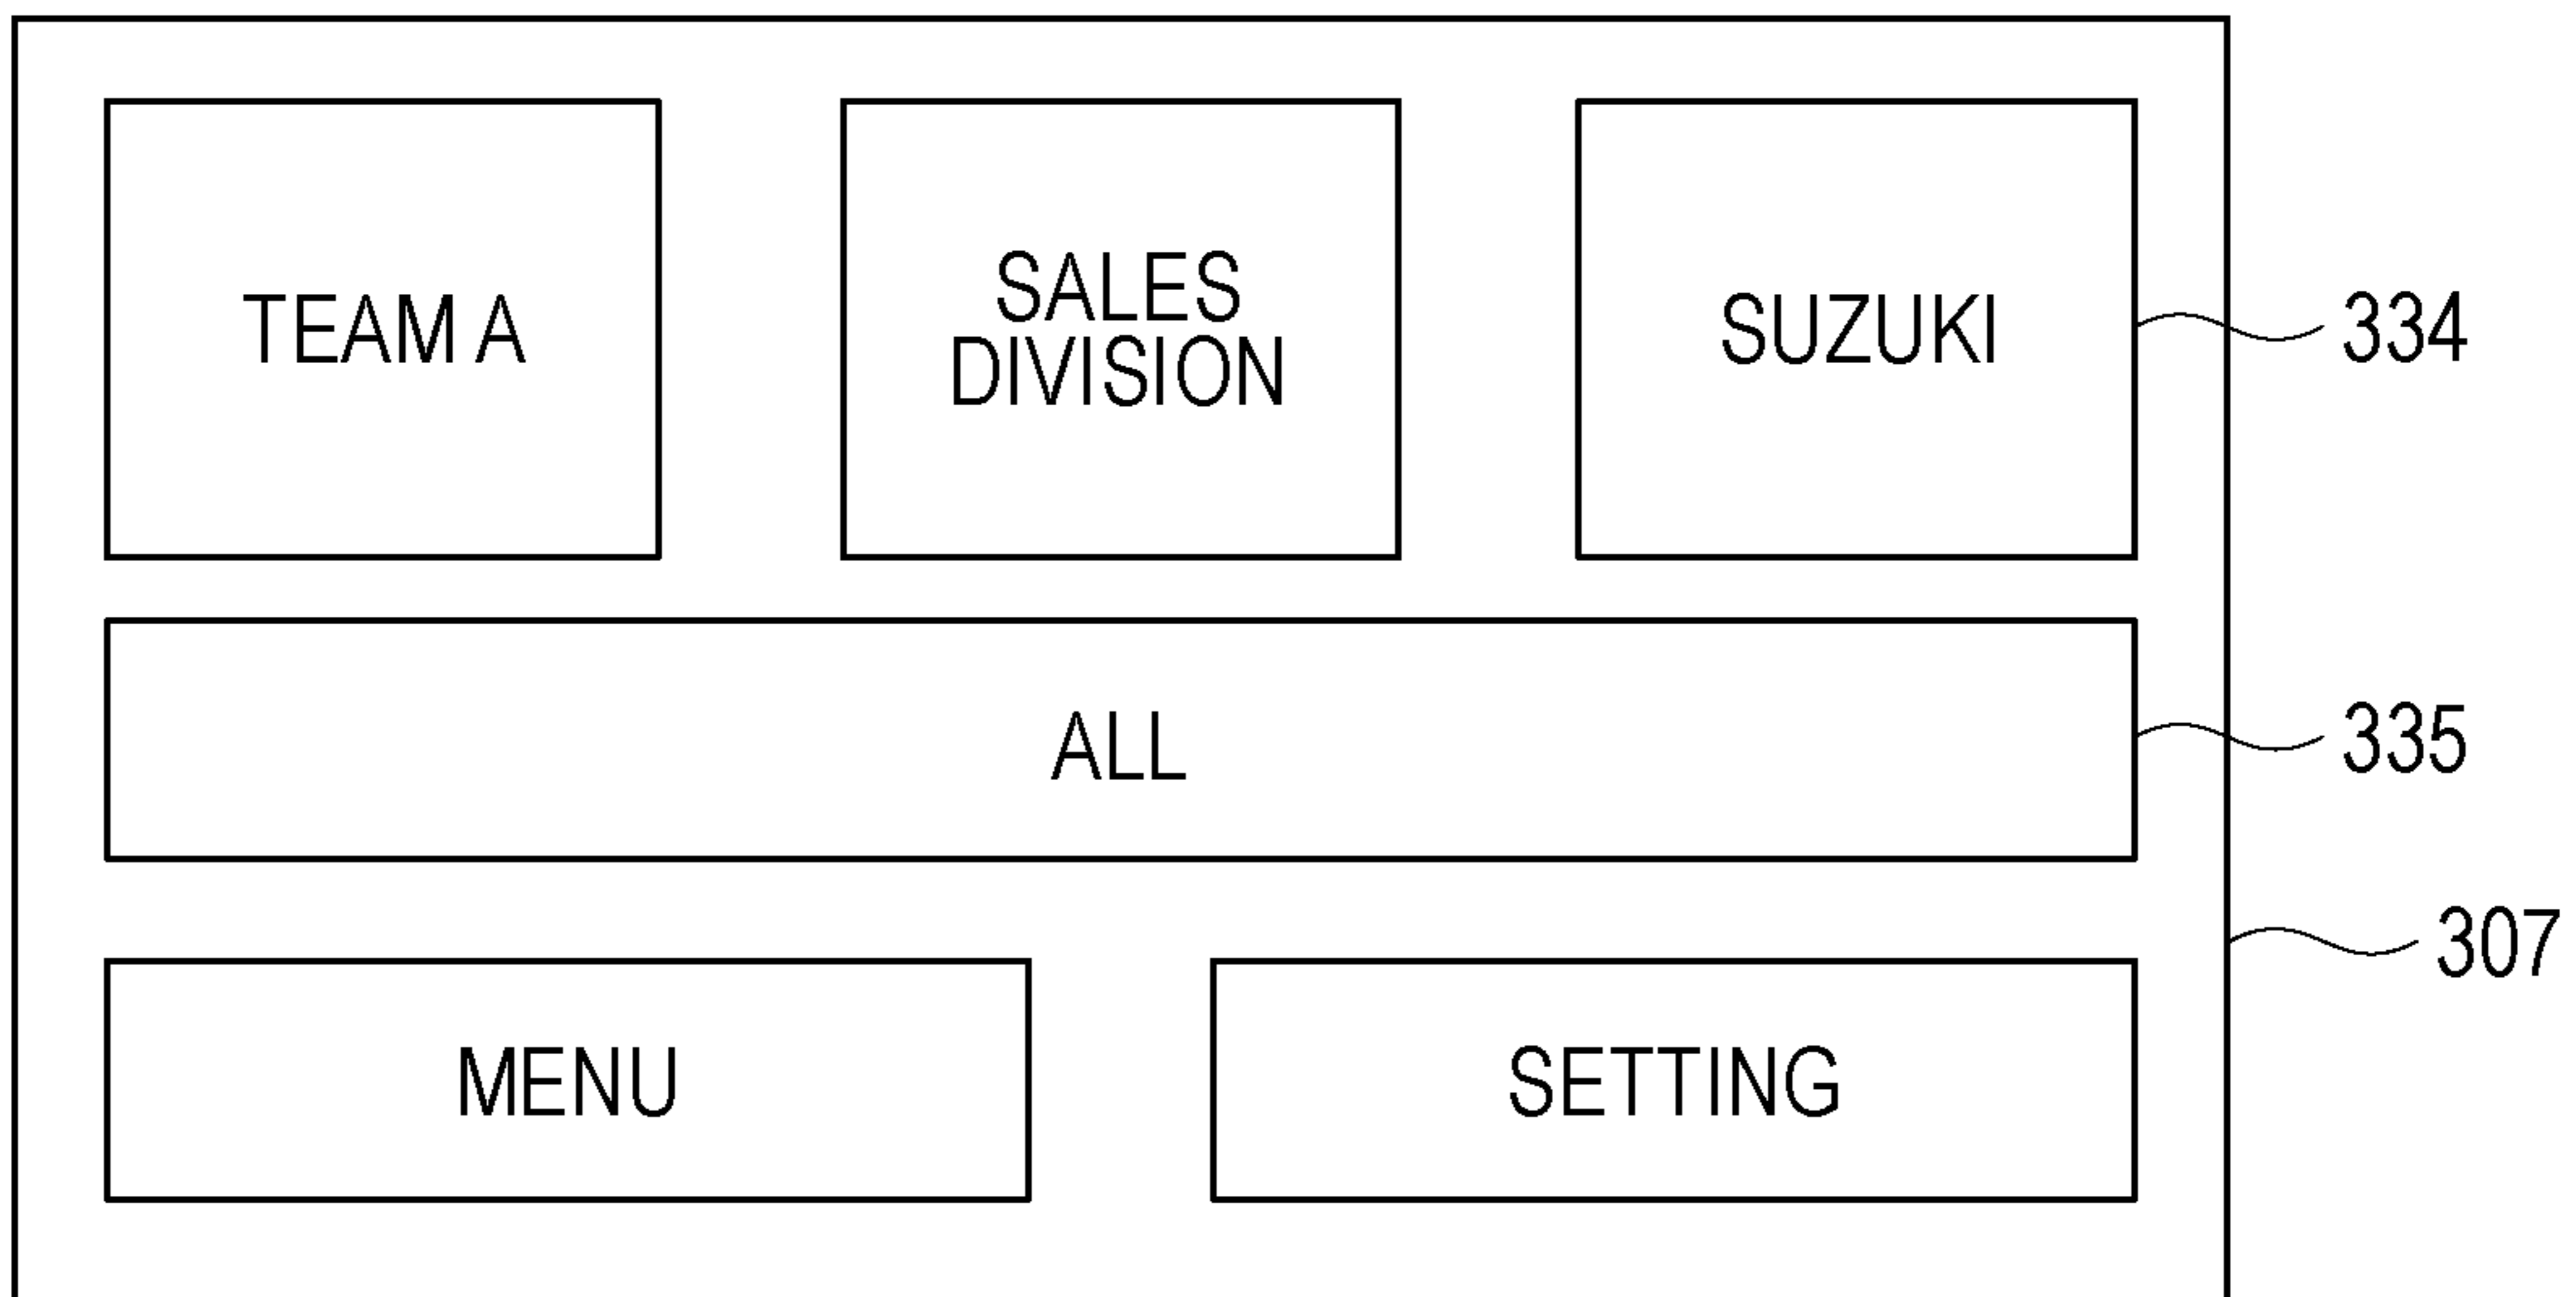 TEAM A
SALES
DIVISION
SUZUKI
334
ALL
335
307
MENU
SETTING